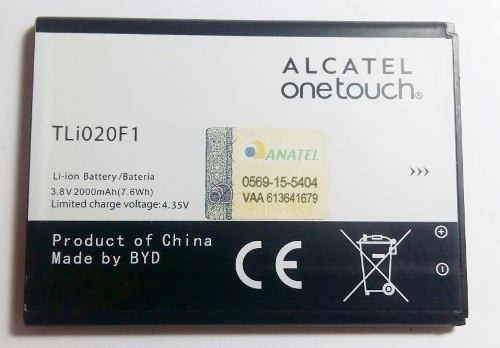 ALCATEL
onetouch®
TLi020F1
Li-ion Battery/Bateria
3.8V 2000mAh(7.6Wh)
Limited charge voltage: 4.35V
ANATEL
0569-15-5404
VAA 613641679
>>>
Product of China
Made by BYD
CE
+
-